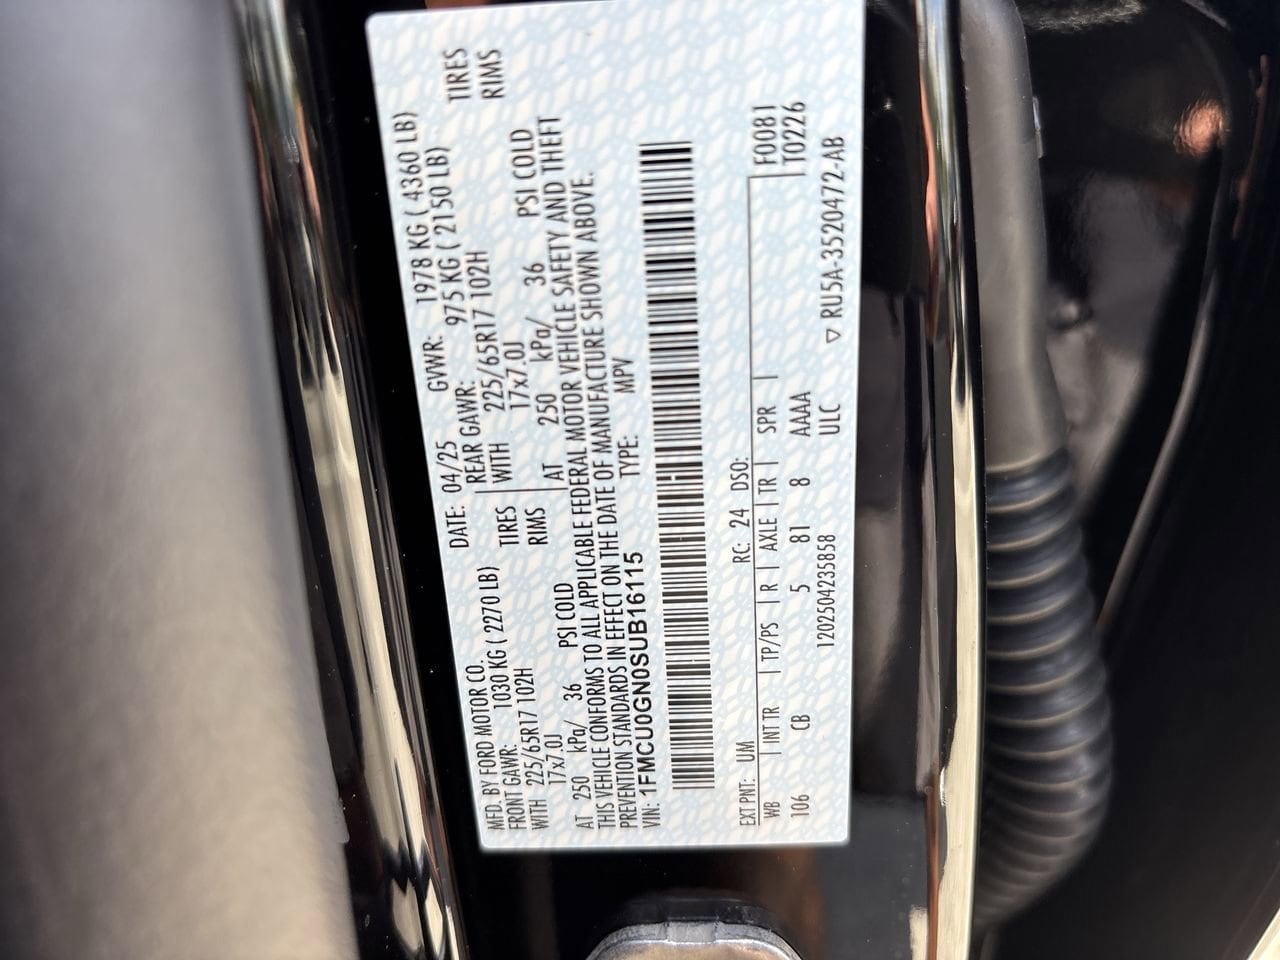 MFD. BY FORD MOTOR CO.
DATE: 04/25 GVWR: 1978 KG ( 4360 LB)
FRONT GAWR: 1030 KG ( 2270 LB)
REAR GAWR: 975 KG ( 2150 LB)
WITH 225/65R17 102H TIRES
WITH 225/65R17 102H TIRES
17x7.0J RIMS
17x7.0J RIMS
AT 250 kPa/ 36 PSI COLD
AT 250 kPa/ 36 PSI COLD
THIS VEHICLE CONFORMS TO ALL APPLICABLE FEDERAL MOTOR VEHICLE SAFETY AND THEFT
PREVENTION STANDARDS IN EFFECT ON THE DATE OF MANUFACTURE SHOWN ABOVE.
VIN: 1FMCU0GN0SUB16115 TYPE: MPV
EXT PNT: UM RC: 24 DSO: F0081
WB INT TR TP/PS R AXLE TR SPR T0226
106 CB 5 81 8 AAAA
120250423585​8 ULC ▽ RU5A-3520472-AB